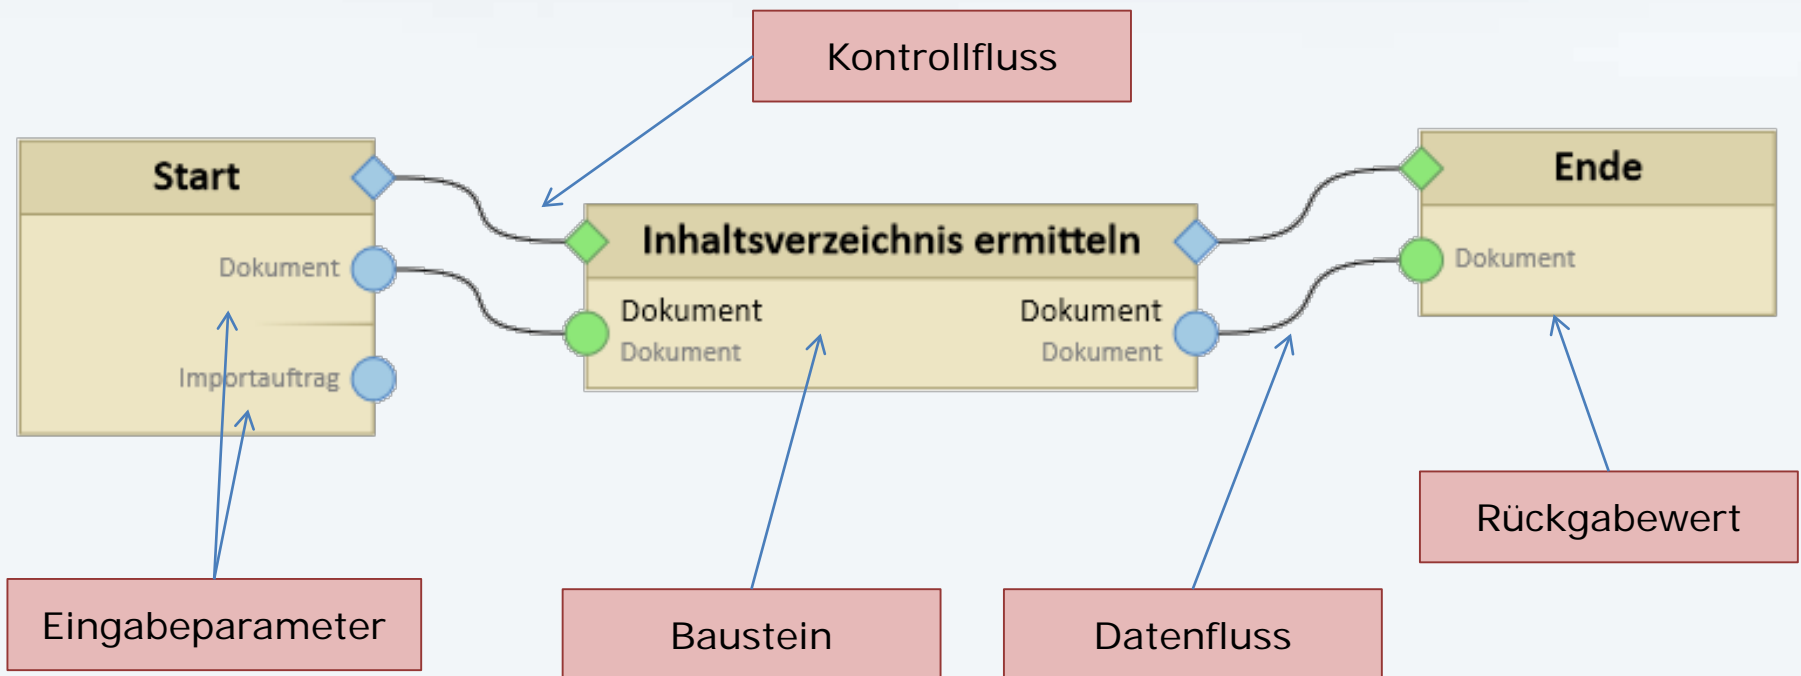 Kontrollfluss
Start
Dokument
Importauftrag
Inhaltsverzeichnis ermitteln
Dokument
Dokument
Dokument
Dokument
Ende
Dokument
Rückgabewert
Eingabeparameter
Baustein
Datenfluss